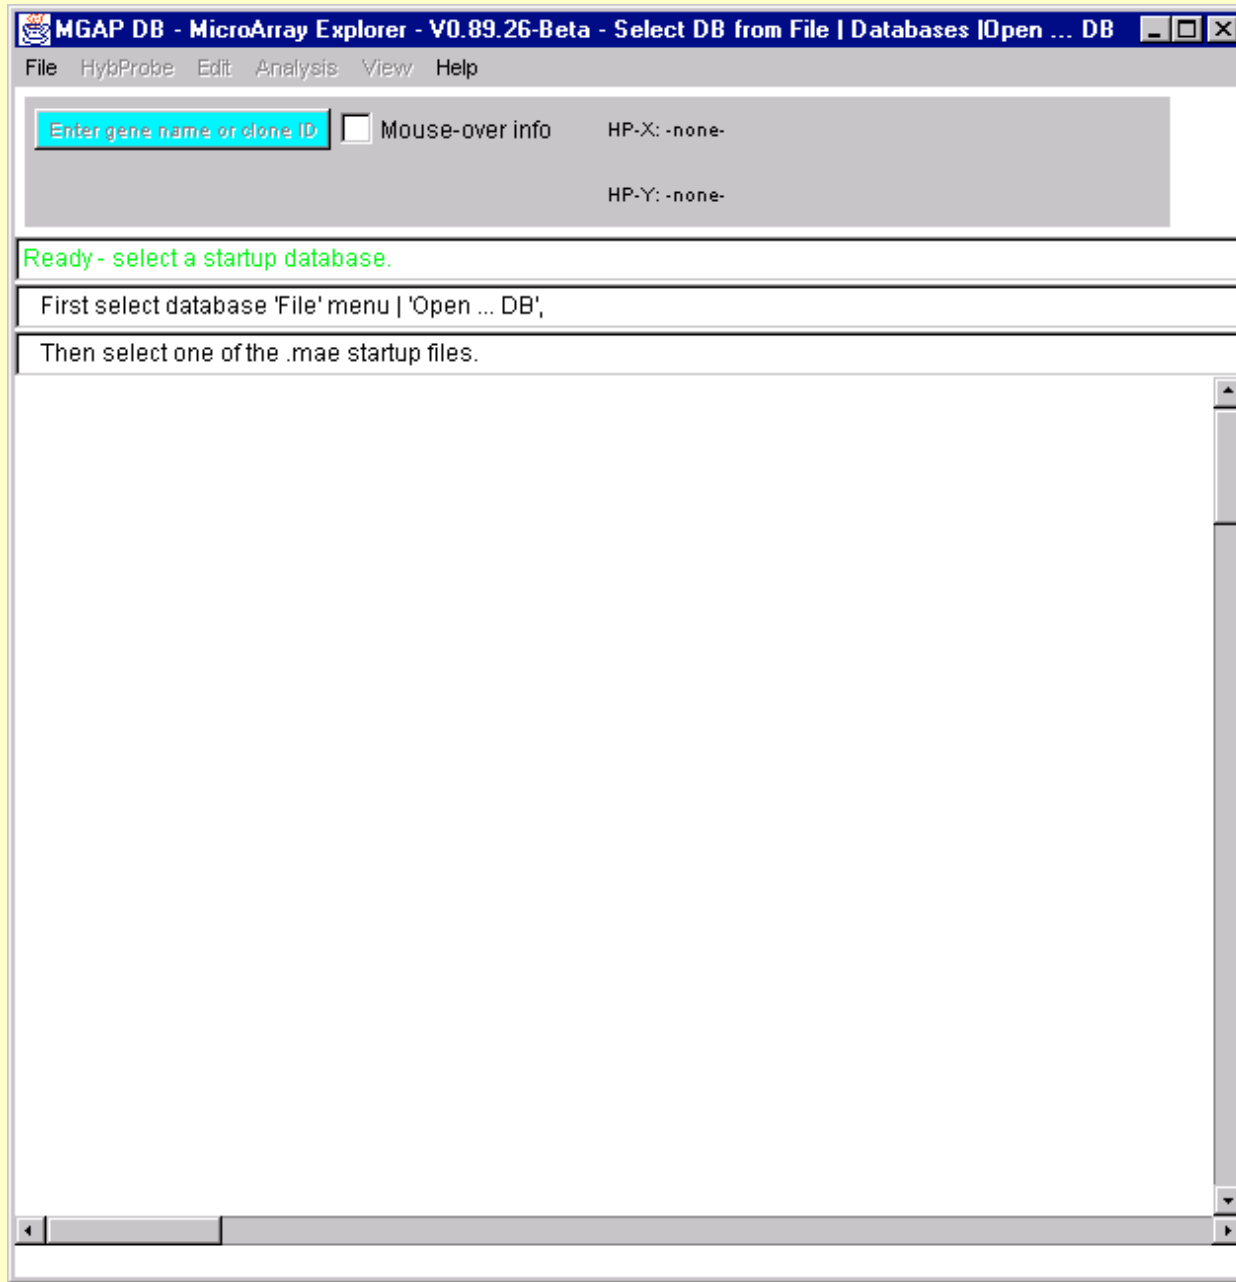 MGAP DB - MicroArray Explorer - V0.89.26-Beta - Select DB from File | Databases |Open ... DB
File HybProbe Edit Analysis View Help
Enter gene name or clone ID Mouse-over info HP-X: -none-
HP-Y: -none-
Ready - select a startup database.
First select database 'File' menu | 'Open ... DB',
Then select one of the .mae startup files.